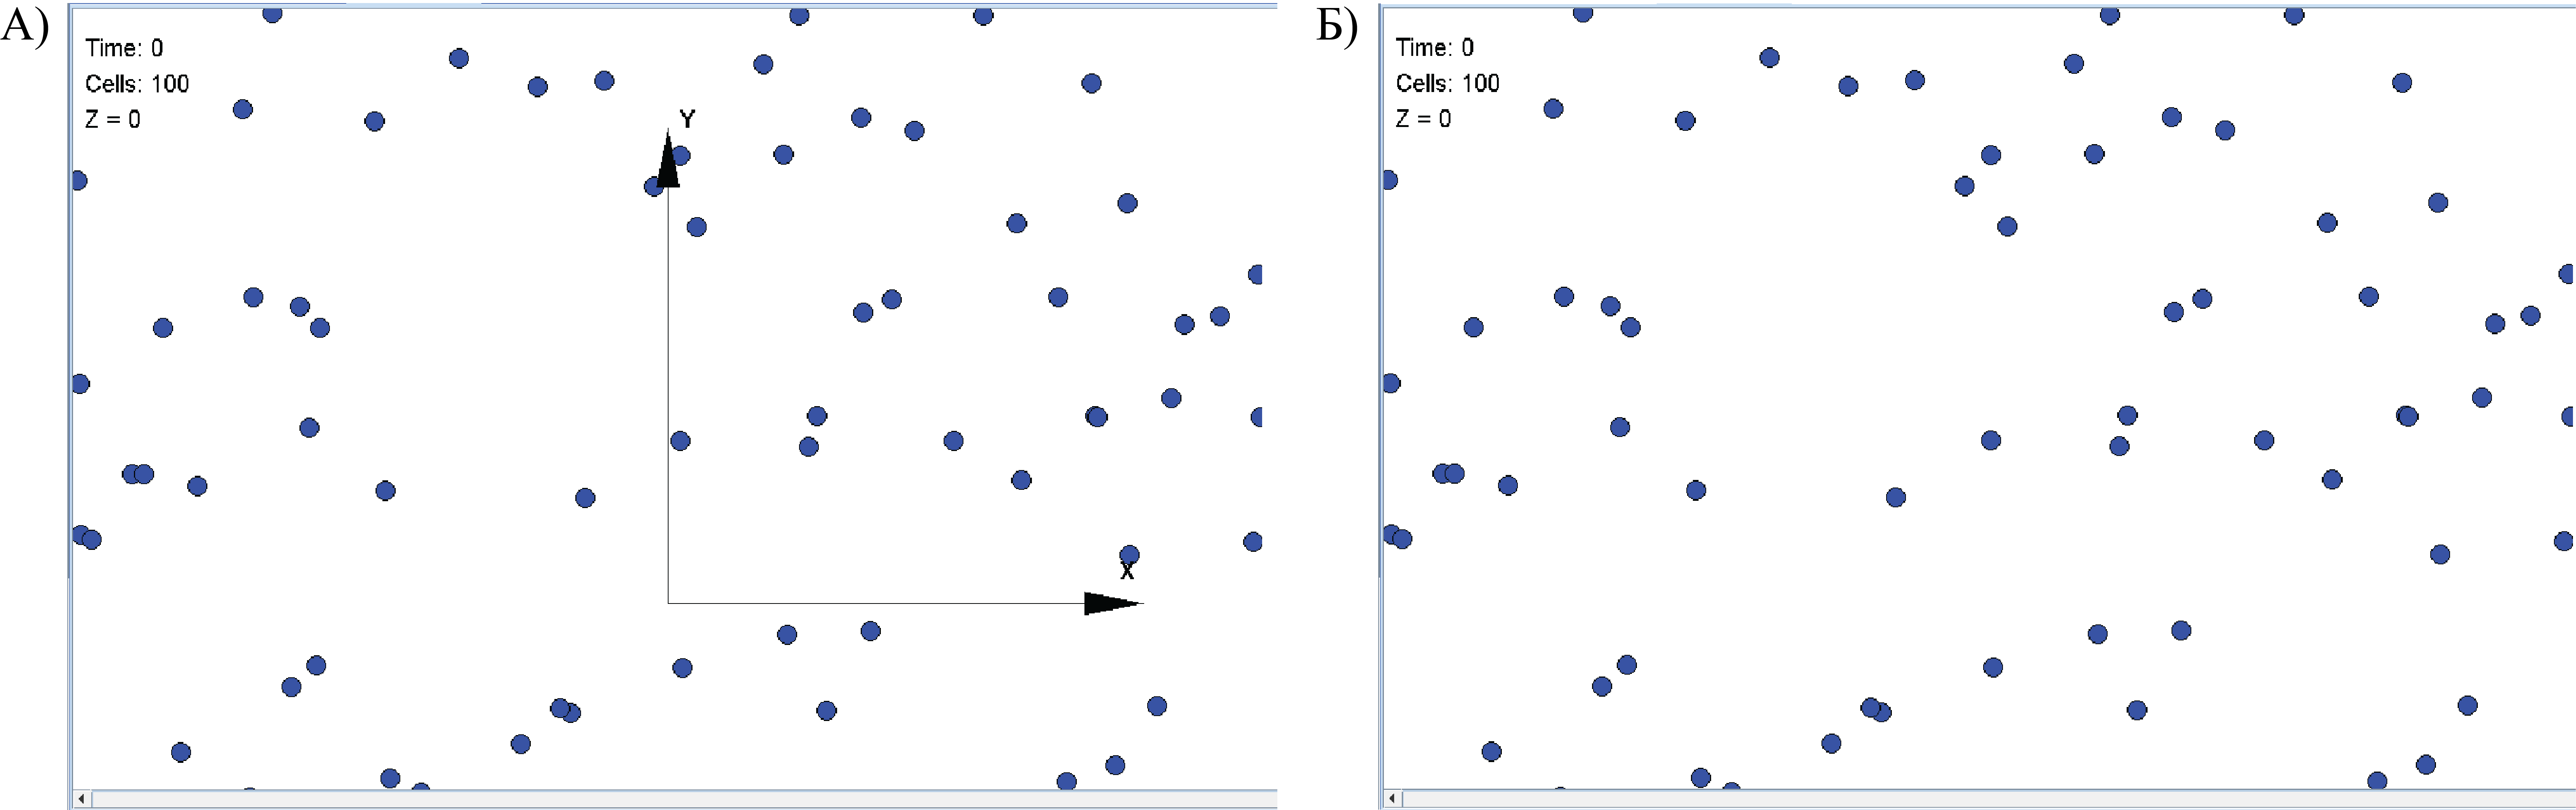 А)
Time: 0
Cells: 100
Z = 0
Y
X
Б)
Time: 0
Cells: 100
Z = 0